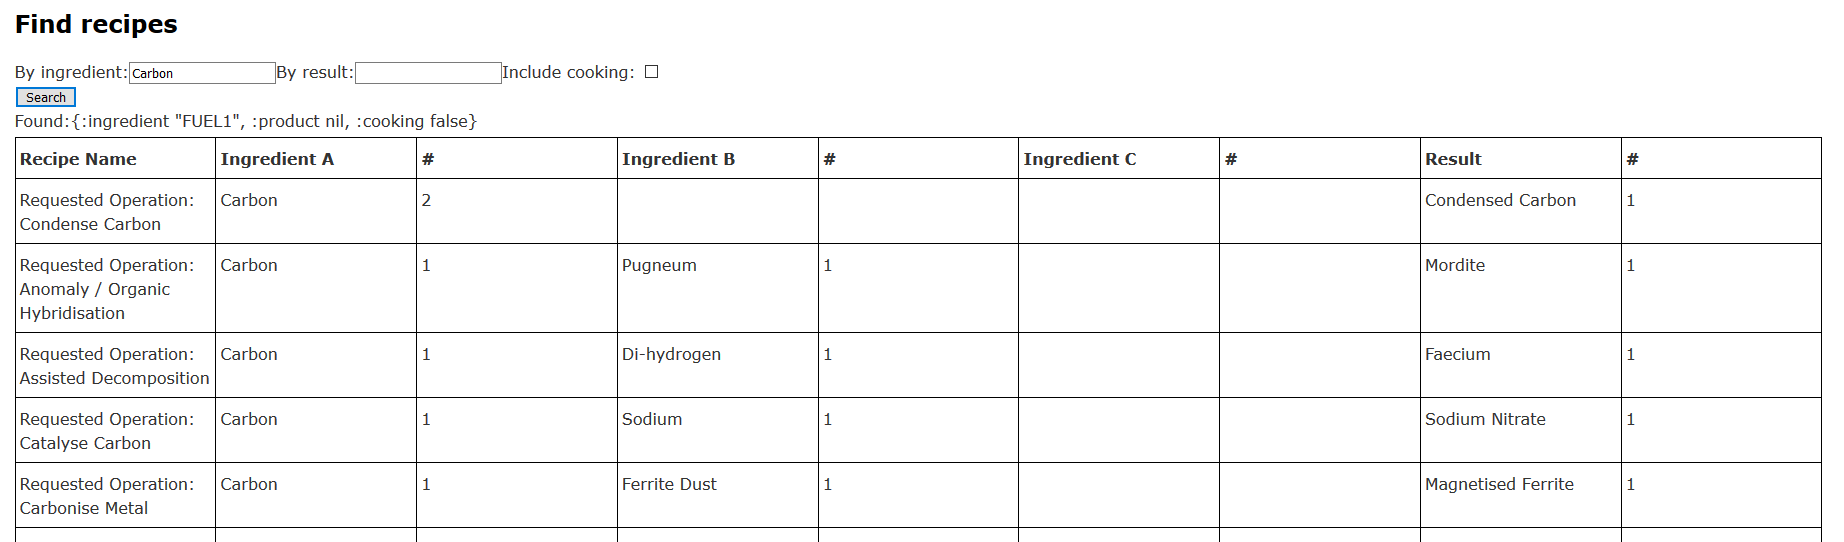 Find recipes
By ingredient: Carbon By result: Include cooking:
Search
Found:{:ingredient "FUEL1", :product nil, :cooking false}
Recipe Name Ingredient A # Ingredient B # Ingredient C # Result #
Requested Operation: Carbon 2 Condensed Carbon 1
Condense Carbon
Requested Operation: Carbon 1 Pugneum 1 Mordite 1
Anomaly / Organic
Hybridisation
Requested Operation: Carbon 1 Di-hydrogen 1 Faecium 1
Assisted Decomposition
Requested Operation: Carbon 1 Sodium 1 Sodium Nitrate 1
Catalyse Carbon
Requested Operation: Carbon 1 Ferrite Dust 1 Magnetised Ferrite 1
Carbonise Metal